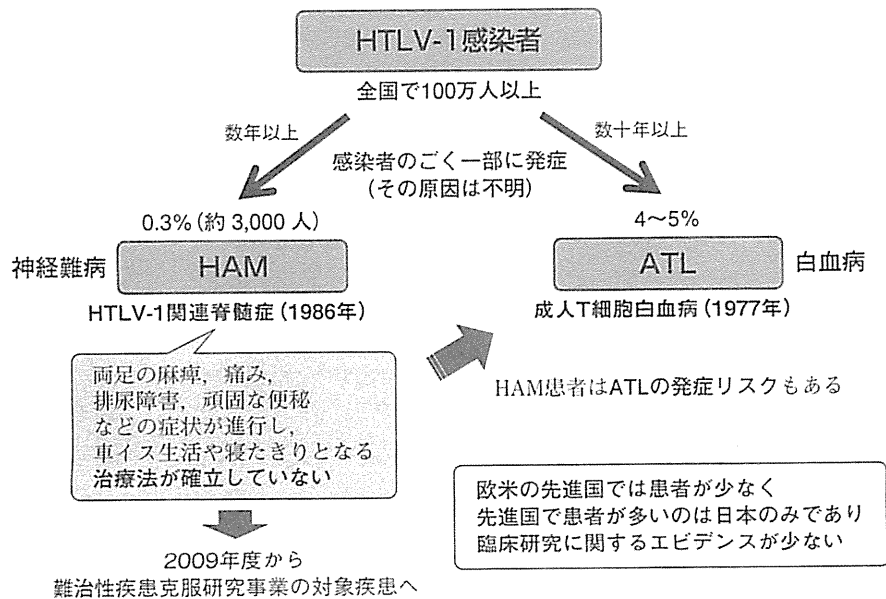 HTLV-1感染者
全国で100万人以上
数年以上
数十年以上
感染者のごく一部に発症
(その原因は不明)
0.3%(約 3,000 人)
4〜5%
神経難病
HAM
ATL
白血病
HTLV-1関連脊髄症(1986年)
成人T細胞白血病(1977年)
両足の麻痺，痛み，
排尿障害，頑固な便秘
などの症状が進行し，
車イス生活や寝たきりとなる
治療法が確立していない
HAM患者はATLの発症リスクもある
欧米の先進国では患者が少なく
先進国で患者が多いのは日本のみであり
臨床研究に関するエビデンスが少ない
2009年度から
難治性疾患克服研究事業の対象疾患へ